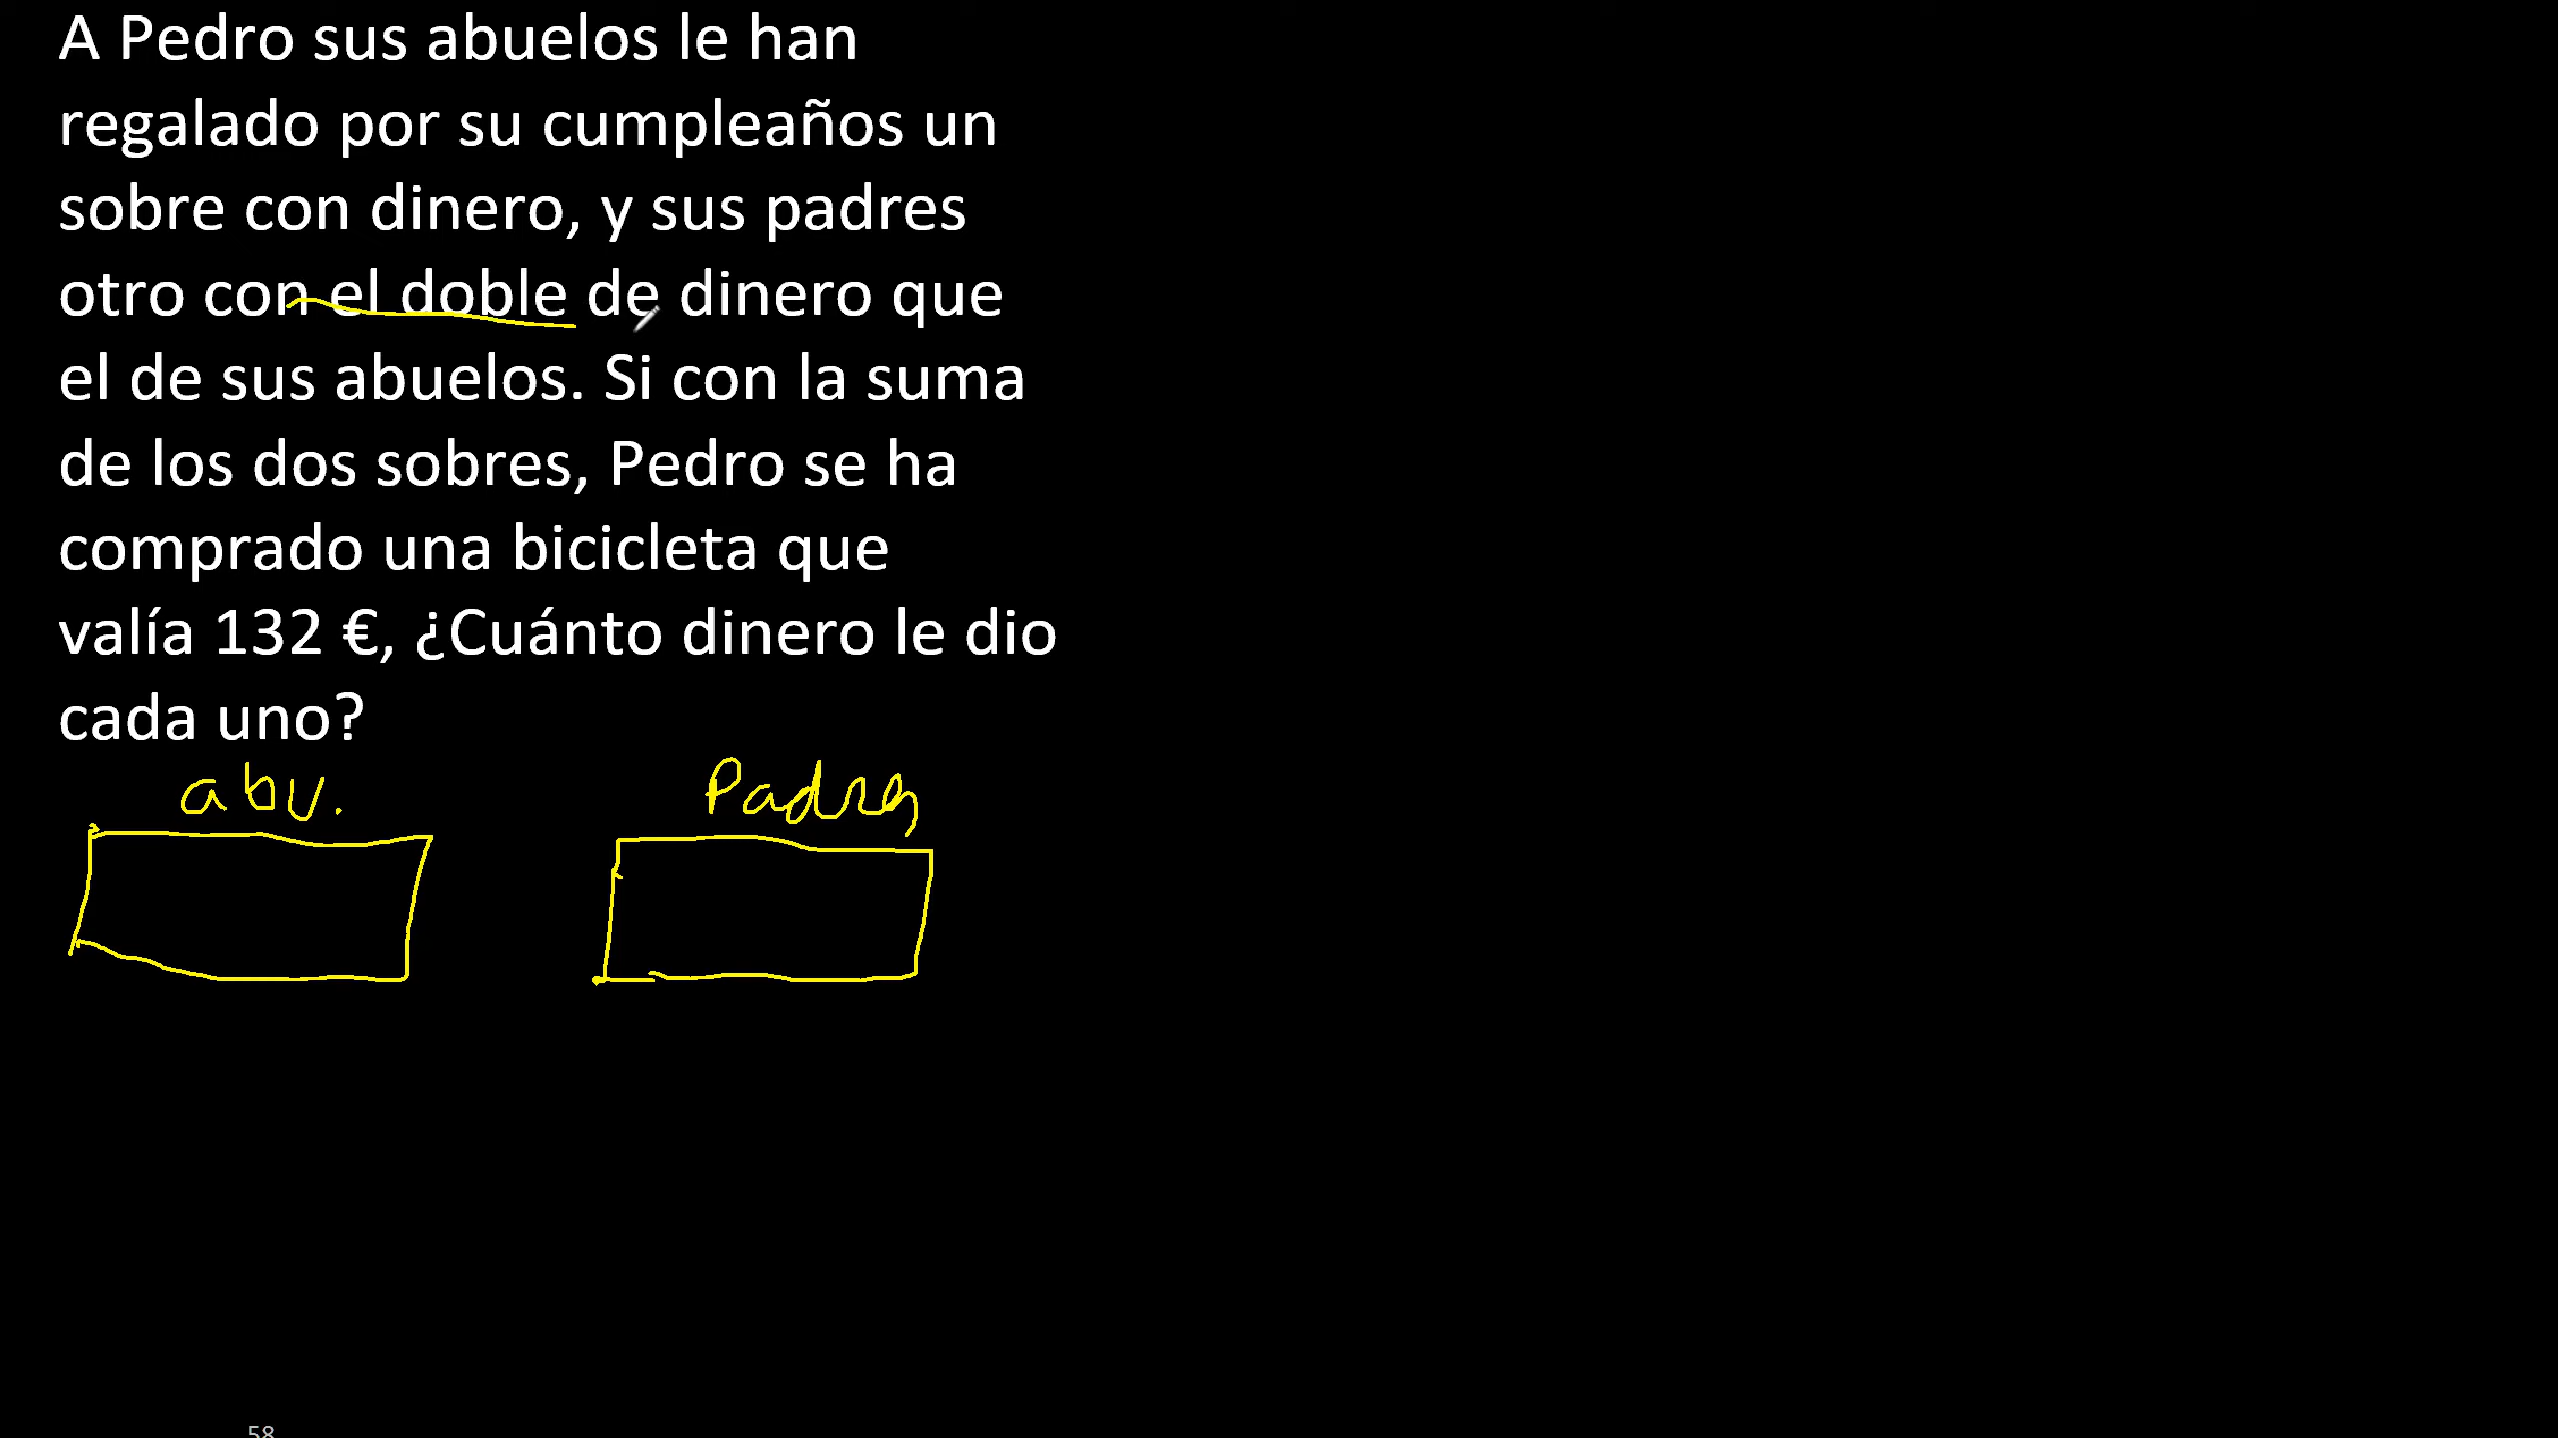 A Pedro sus abuelos le han
regalado por su cumpleaños un
sobre con dinero, y sus padres
otro con el doble de dinero que
el de sus abuelos. Si con la suma
de los dos sobres, Pedro se ha
comprado una bicicleta que
valía 132 €, ¿Cuánto dinero le dio
cada uno?
abu. Padres
58